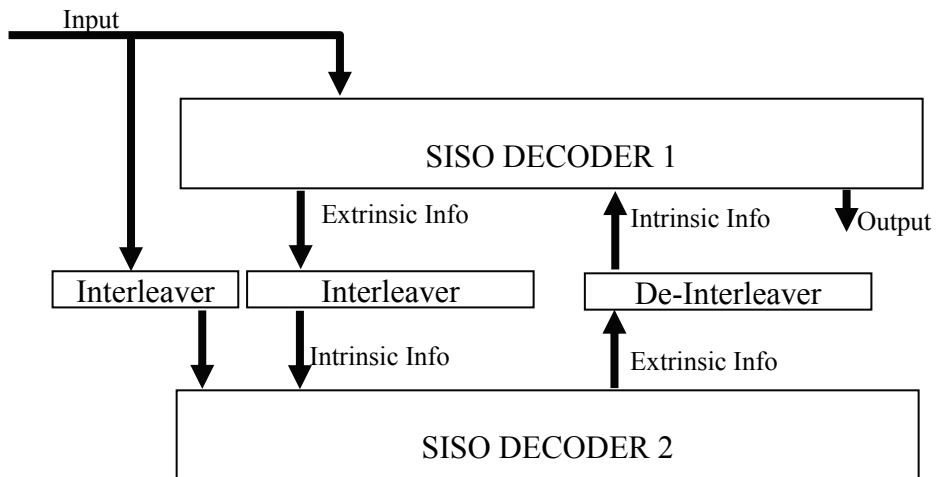 Input
SISO DECODER 1
Extrinsic Info
Intrinsic Info
Output
Interleaver
Interleaver
De-Interleaver
Intrinsic Info
Extrinsic Info
SISO DECODER 2